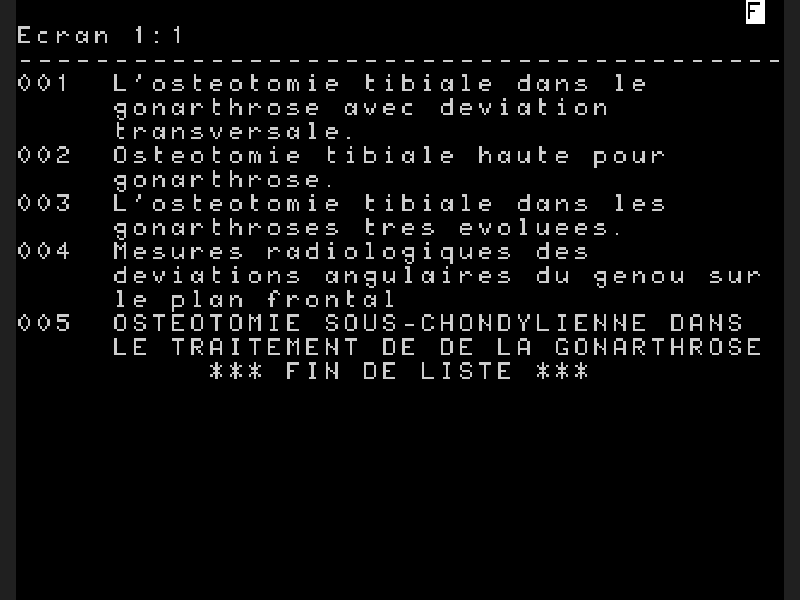 F
Ecran 1:1
----------------------------------------
001  L'osteotomie tibiale dans le
gonarthrose avec deviation
transversale.
002  Osteotomie tibiale haute pour
gonarthrose.
003  L'osteotomie tibiale dans les
gonarthroses tres evoluees.
004  Mesures radiologiques des
deviations angulaires du genou sur
le plan frontal
005  OSTEOTOMIE SOUS-CHONDYLIENNE DANS
LE TRAITEMENT DE DE LA GONARTHROSE
*** FIN DE LISTE ***